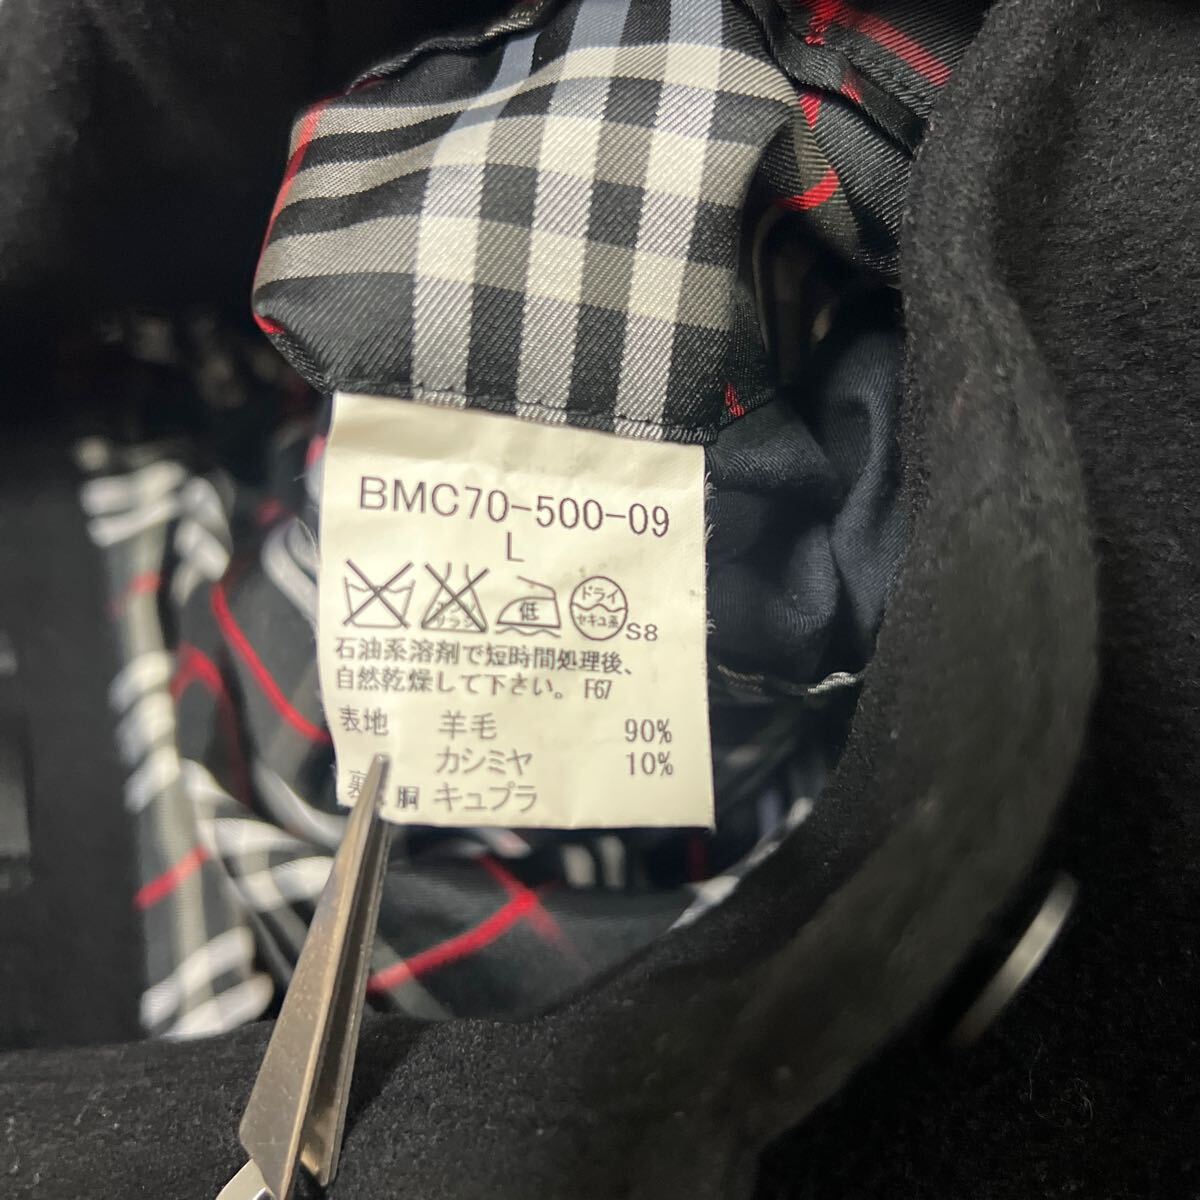 BMC70-500-09
L
低 ドライ セキユ系 S8
石油系溶剤で短時間処理後、
自然乾燥して下さい。 F67
表地 羊毛 90%
カシミヤ 10%
裏 胴 キュプラ